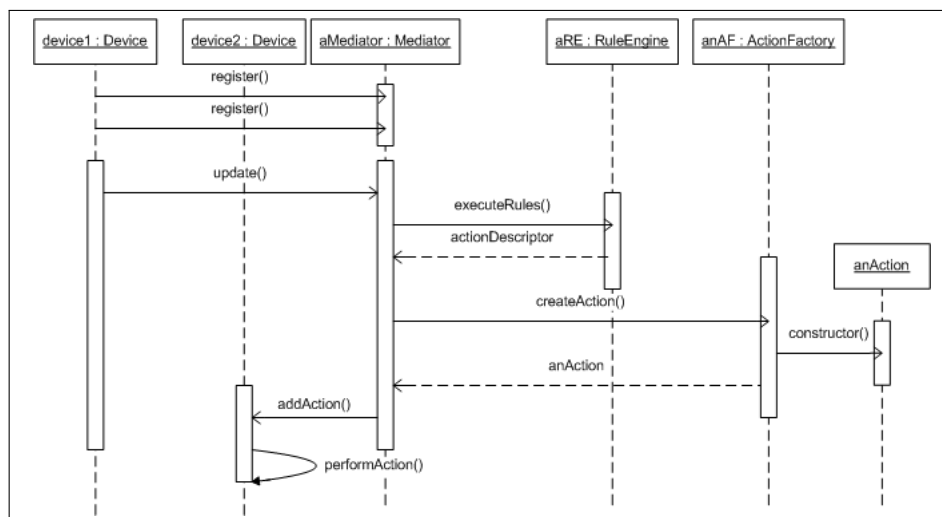 device1 : Device
device2 : Device
aMediator : Mediator
aRE : RuleEngine
anAF : ActionFactory
register()
register()
update()
executeRules()
actionDescriptor
anAction
createAction()
constructor()
anAction
addAction()
performAction()